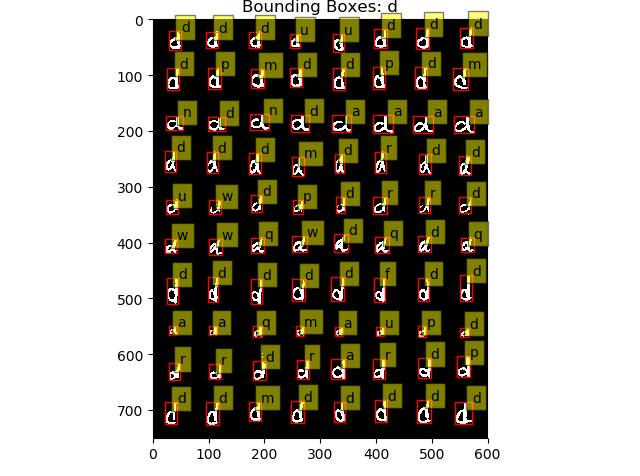 Bounding Boxes: d
0
d d d u u d d d
100
d p m d d p d m
n d n d a a a a
200
d d d m d r d d
300
u w d p d r r d
400
w w q w d q d q
d d d d d f d d
500
a a q m a u p d
600
r r d r a r d p
700
d d m d d d d d
0 100 200 300 400 500 600